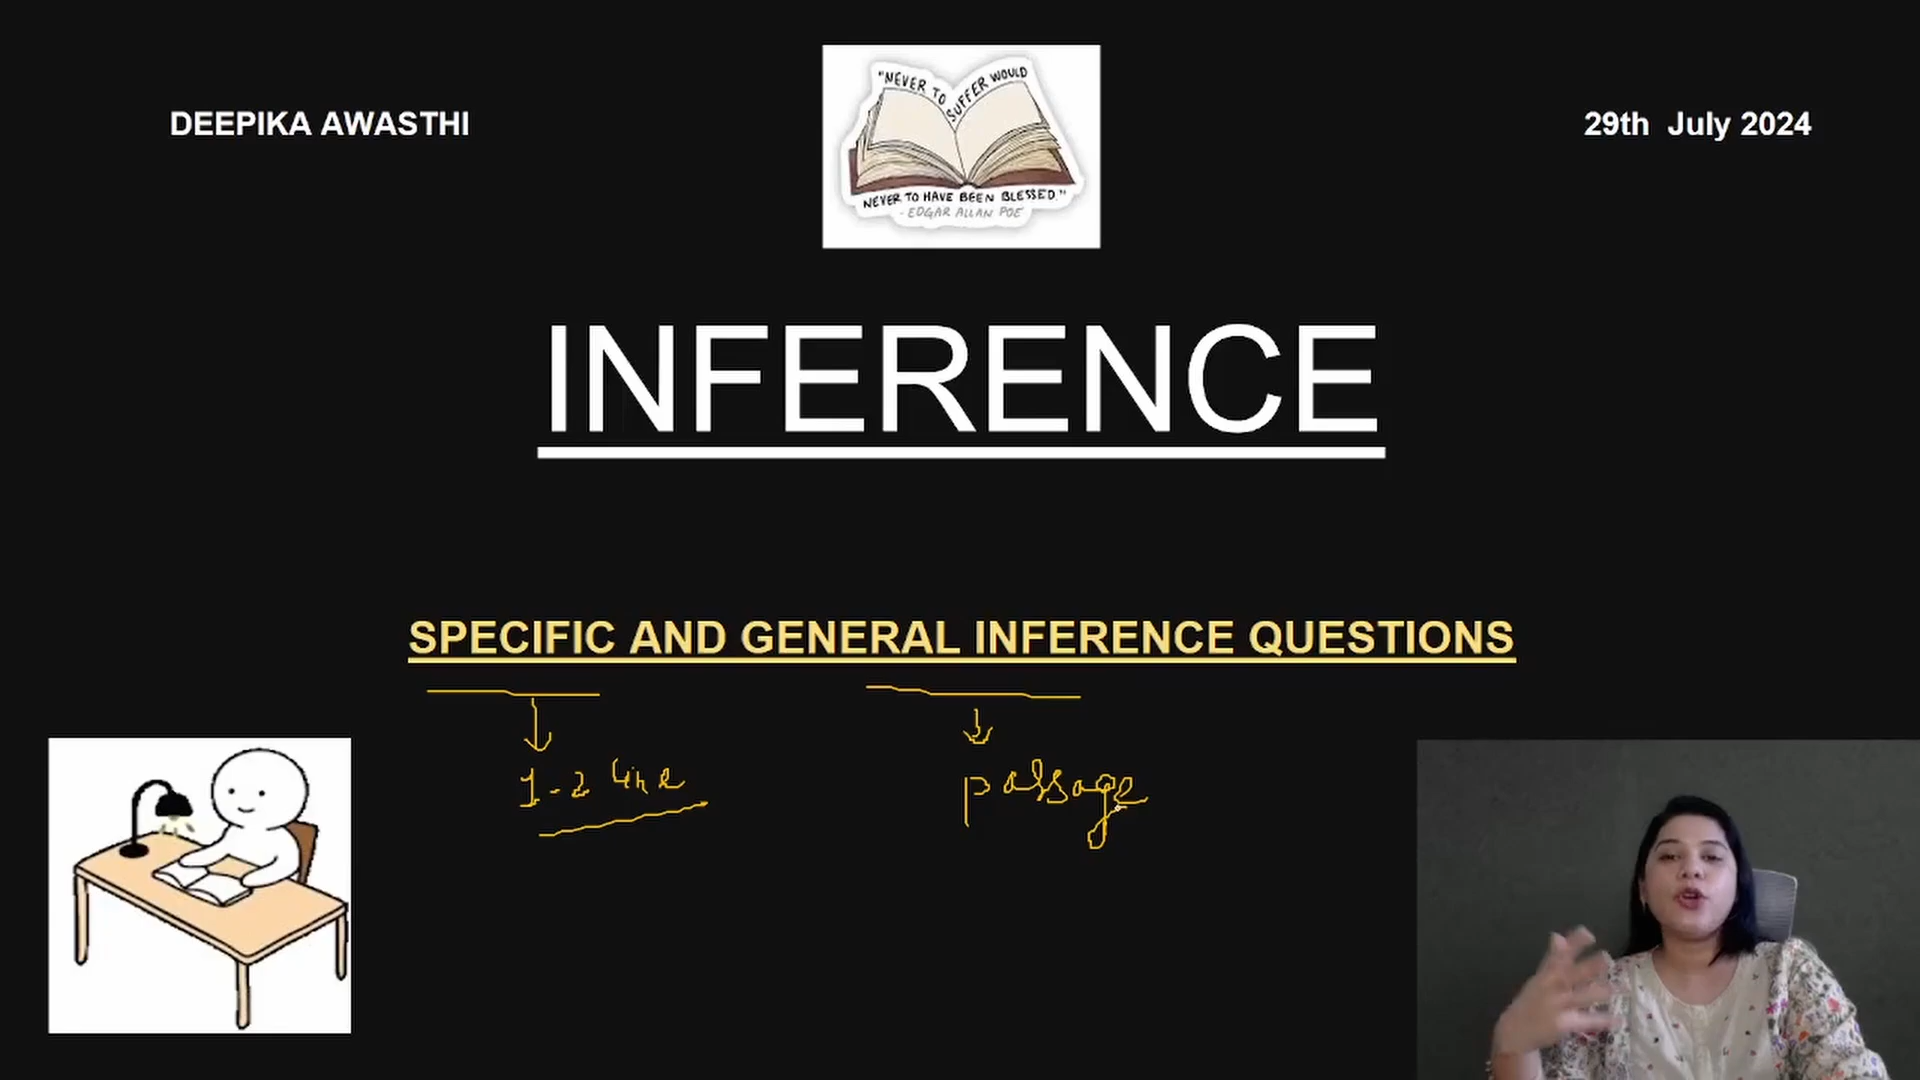 DEEPIKA AWASTHI
"NEVER TO SUFFER WOULD
NEVER TO HAVE BEEN BLESSED."
- EDGAR ALLAN POE
29th July 2024
INFERENCE
SPECIFIC AND GENERAL INFERENCE QUESTIONS
1-2 line
passage